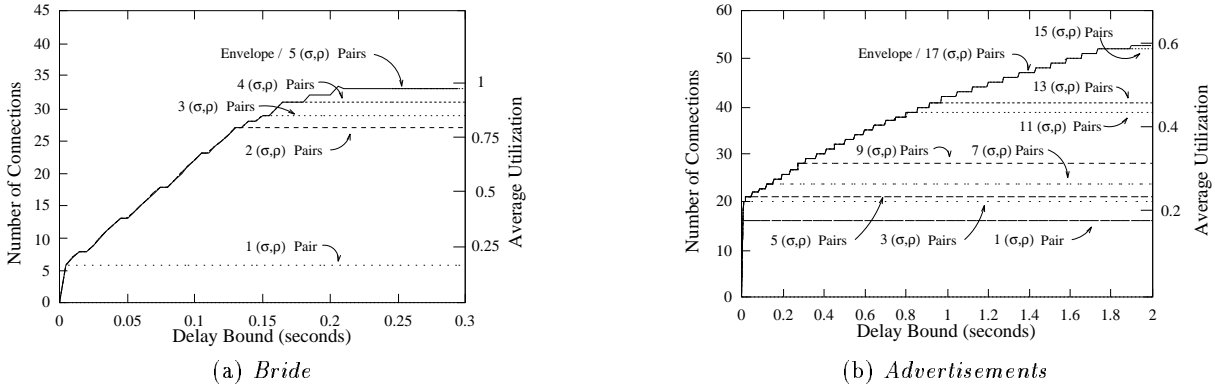 45
40
35
30
25
20
15
10
5
0
Number of Connections
Envelope / 5 (σ,ρ) Pairs
4 (σ,ρ) Pairs
3 (σ,ρ) Pairs
2 (σ,ρ) Pairs
1 (σ,ρ) Pair
1
0.75
0.5
0.25
Average Utilization
0 0.05 0.1 0.15 0.2 0.25 0.3
Delay Bound (seconds)
(a) Bride
60
50
40
30
20
10
0
Number of Connections
15 (σ,ρ) Pairs
Envelope / 17 (σ,ρ) Pairs
13 (σ,ρ) Pairs
11 (σ,ρ) Pairs
9 (σ,ρ) Pairs
7 (σ,ρ) Pairs
5 (σ,ρ) Pairs
3 (σ,ρ) Pairs
1 (σ,ρ) Pair
0.6
0.4
0.2
Average Utilization
0 0.2 0.4 0.6 0.8 1 1.2 1.4 1.6 1.8 2
Delay Bound (seconds)
(b) Advertisements